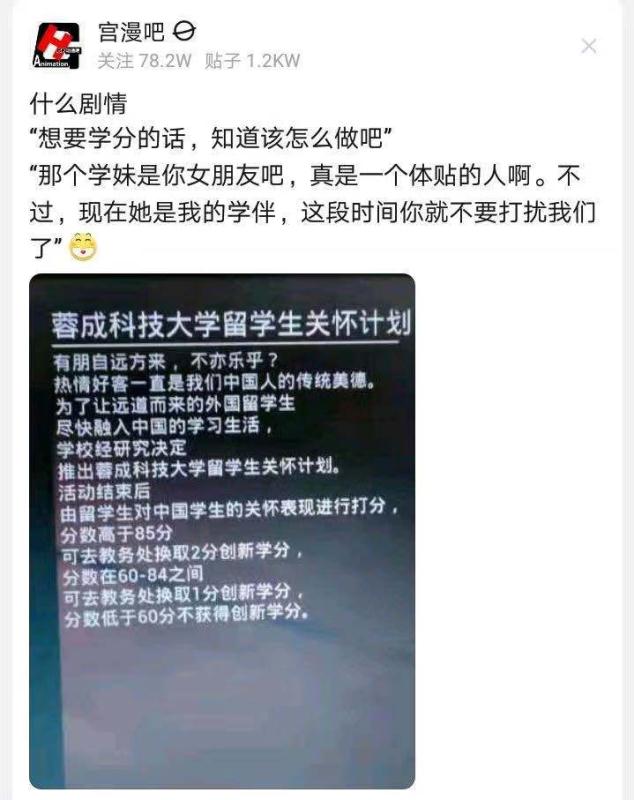 宫漫吧
关注 78.2W 贴子 1.2KW
Animation
什么剧情
“想要学分的话，知道该怎么做吧”
“那个学妹是你女朋友吧，真是一个体贴的人啊。不
过，现在她是我的学伴，这段时间你就不要打扰我们
了”
蓉成科技大学留学生关怀计划
有朋自远方来，不亦乐乎？
热情好客一直是我们中国人的传统美德。
为了让远道而来的外国留学生
尽快融入中国的学习生活，
学校经研究决定
推出蓉成科技大学留学生关怀计划。
活动结束后
由留学生对中国学生的关怀表现进行打分，
分数高于85分
可去教务处换取2分创新学分，
分数在60-84之间
可去教务处换取1分创新学分，
分数低于60分不获得创新学分。